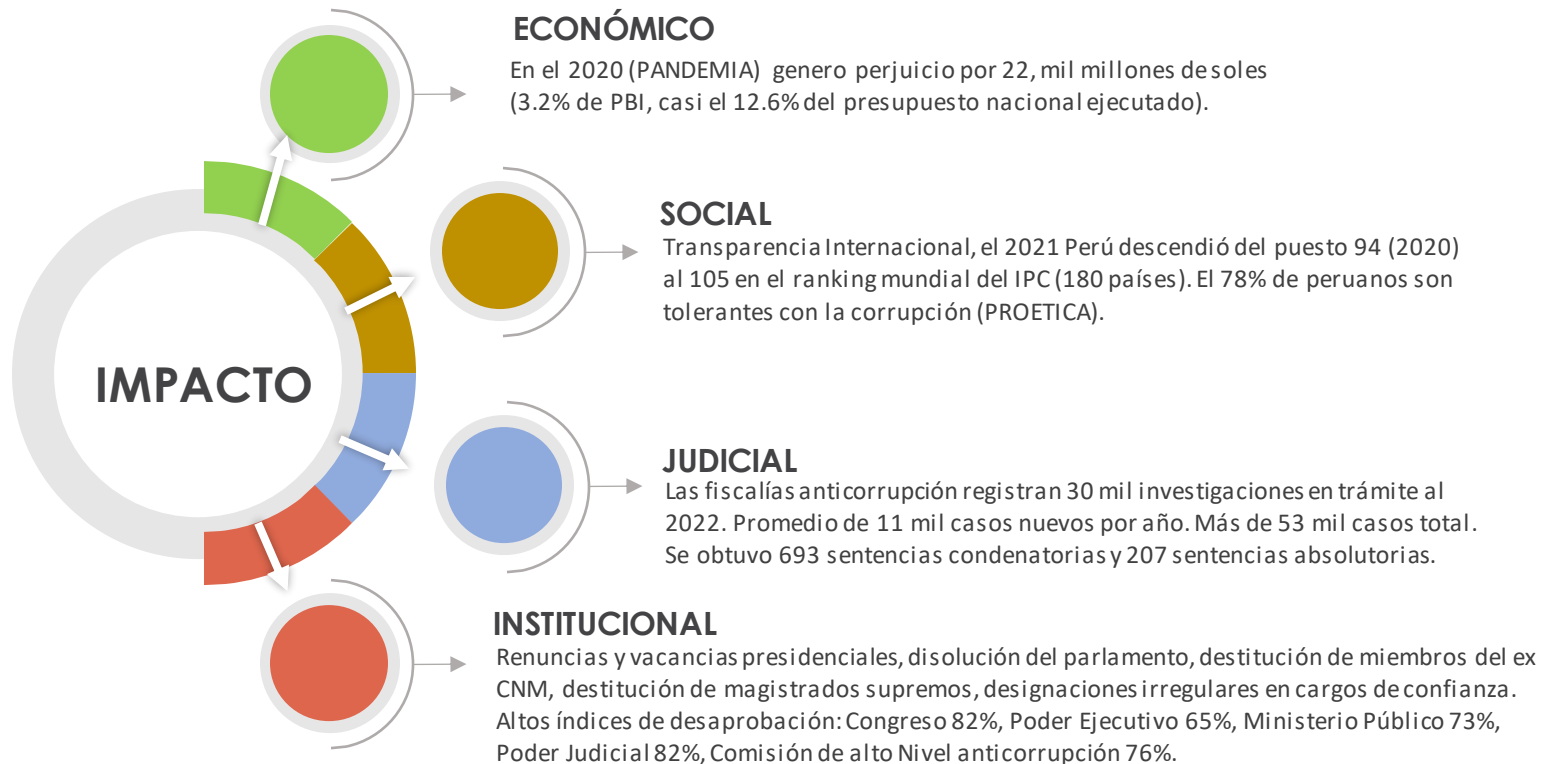 ECONÓMICO
En el 2020 (PANDEMIA) genero perjuicio por 22, mil millones de soles
(3.2% de PBI, casi el 12.6% del presupuesto nacional ejecutado).
SOCIAL
Transparencia Internacional, el 2021 Perú descendió del puesto 94 (2020)
al 105 en el ranking mundial del IPC (180 países). El 78% de peruanos son
tolerantes con la corrupción (PROETICA).
IMPACTO
JUDICIAL
Las fiscalías anticorrupción registran 30 mil investigaciones en trámite al
2022. Promedio de 11 mil casos nuevos por año. Más de 53 mil casos total.
Se obtuvo 693 sentencias condenatorias y 207 sentencias absolutorias.
INSTITUCIONAL
Renuncias y vacancias presidenciales, disolución del parlamento, destitución de miembros del ex
CNM, destitución de magistrados supremos, designaciones irregulares en cargos de confianza.
Altos índices de desaprobación: Congreso 82%, Poder Ejecutivo 65%, Ministerio Público 73%,
Poder Judicial 82%, Comisión de alto Nivel anticorrupción 76%.